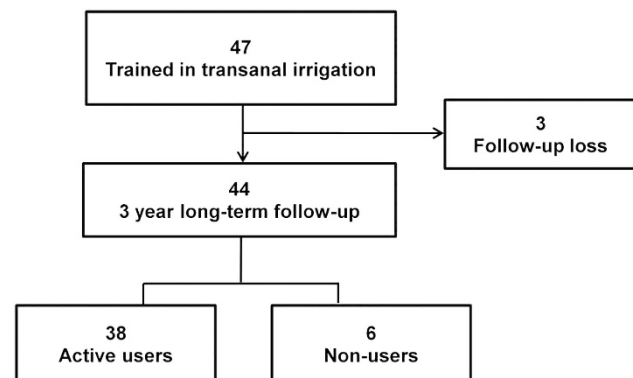 47
Trained in transanal irrigation
3
Follow-up loss
44
3 year long-term follow-up
38
Active users
6
Non-users